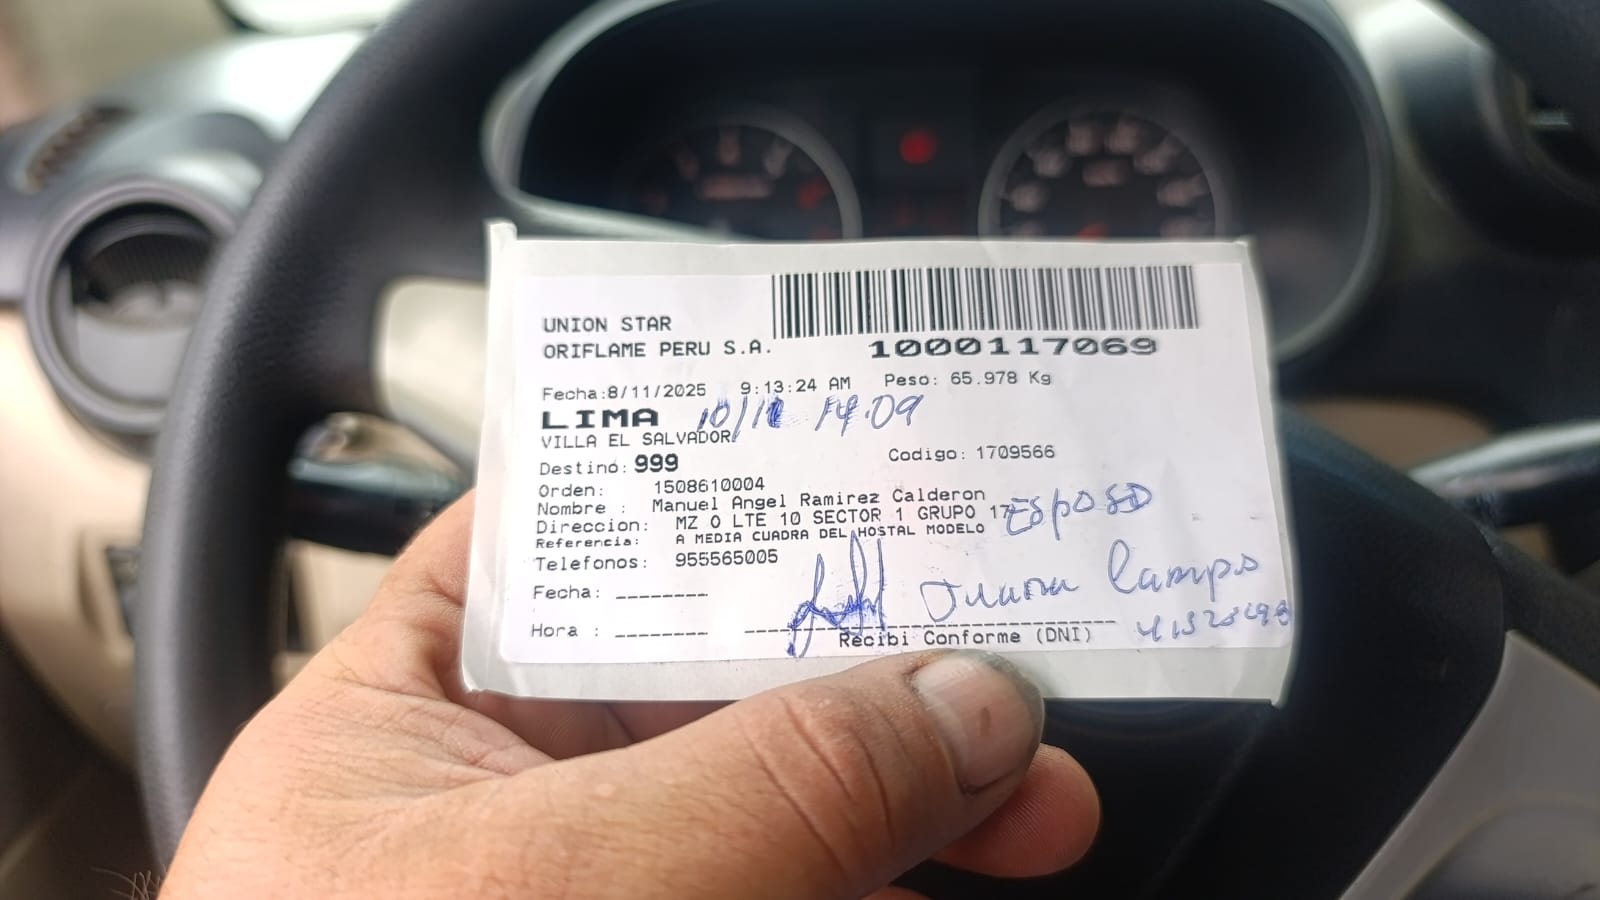 UNION STAR
ORIFLAME PERU S.A.
1000117069
Fecha:8/11/2025 9:13:24 AM Peso: 65.978 Kg
LIMA 10/11 14.09
VILLA EL SALVADOR
Destino: 999 Codigo: 1709566
Orden: 1508610004
Nombre : Manuel Angel Ramirez Calderon
Direccion: MZ O LTE 10 SECTOR 1 GRUPO 17 Esposo
Referencia: A MEDIA CUADRA DEL HOSTAL MODELO
Telefonos: 955565005
Fecha: --------
Juana Campos
Hora : --------
Recibi Conforme (DNI)